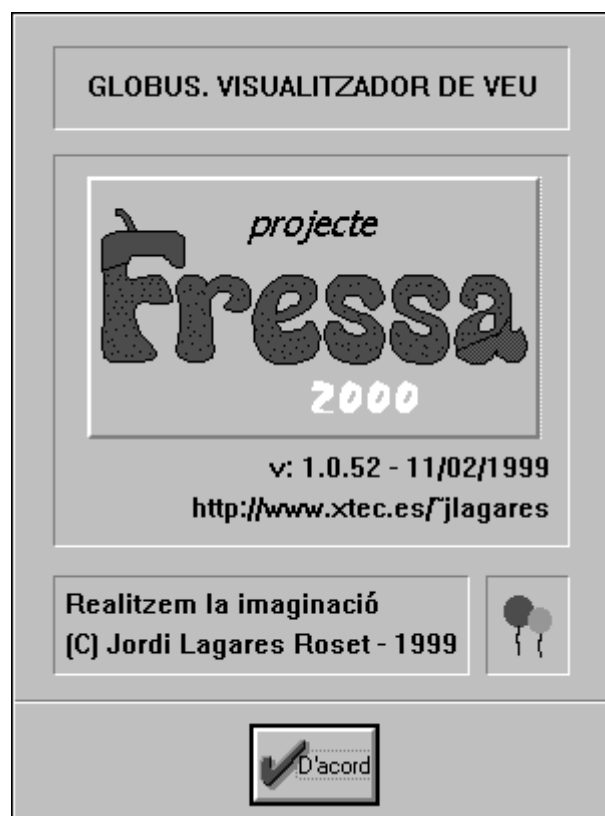 GLOBUS. VISUALITZADOR DE VEU
projecte
Fressa
2000
v: 1.0.52 - 11/02/1999
http://www.xtec.es/~jlagares
Realitzem la imaginació
(C) Jordi Lagares Roset - 1999
D'acord